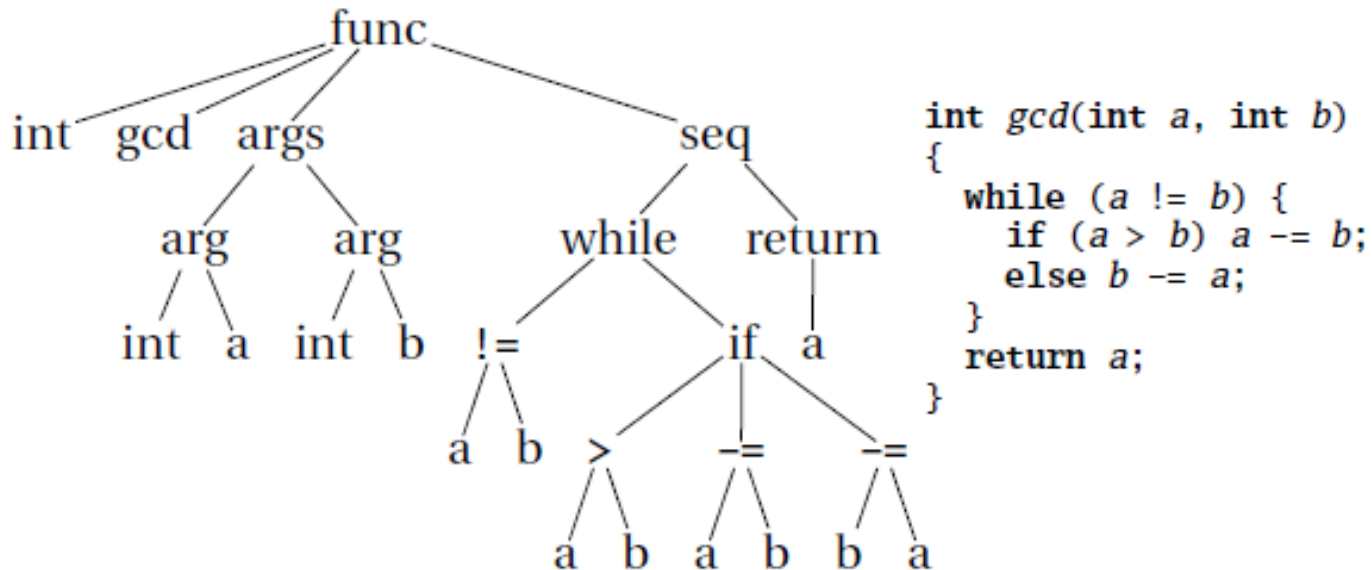 func
int gcd args seq
arg arg while return
int a int b != if a
a b > -= -=
a b a b b a
int gcd(int a, int b)
{
while (a != b) {
if (a > b) a -= b;
else b -= a;
}
return a;
}